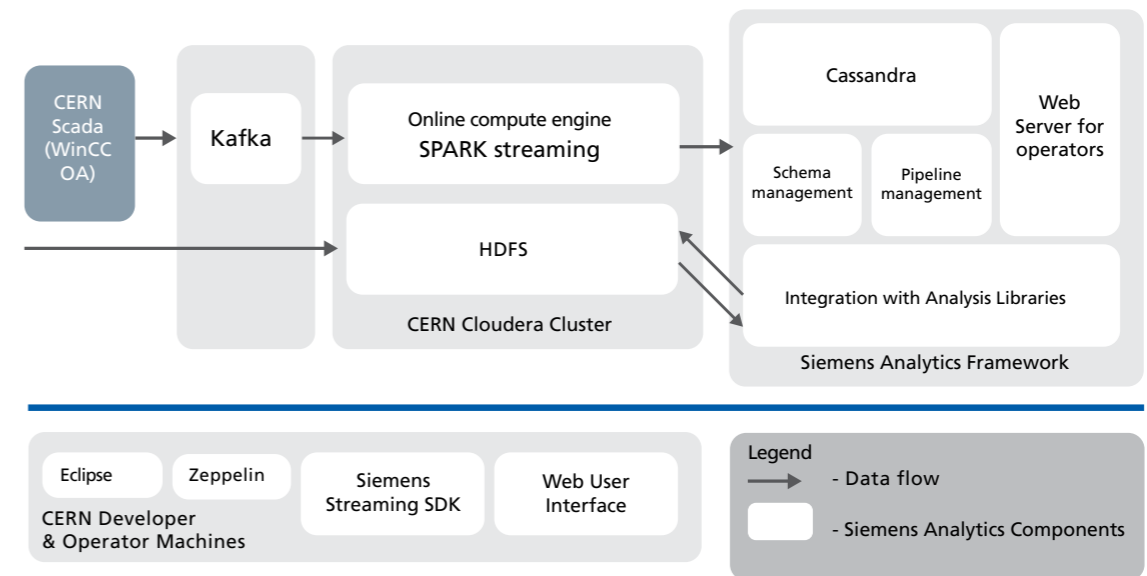 CERN
Scada
(WinCC
OA)
Kafka
Online compute engine
SPARK streaming
HDFS
CERN Cloudera Cluster
Cassandra
Schema
management
Pipeline
management
Web
Server for
operators
Integration with Analysis Libraries
Siemens Analytics Framework
Eclipse
Zeppelin
Siemens
Streaming SDK
Web User
Interface
CERN Developer
& Operator Machines
Legend
- Data flow
- Siemens Analytics Components